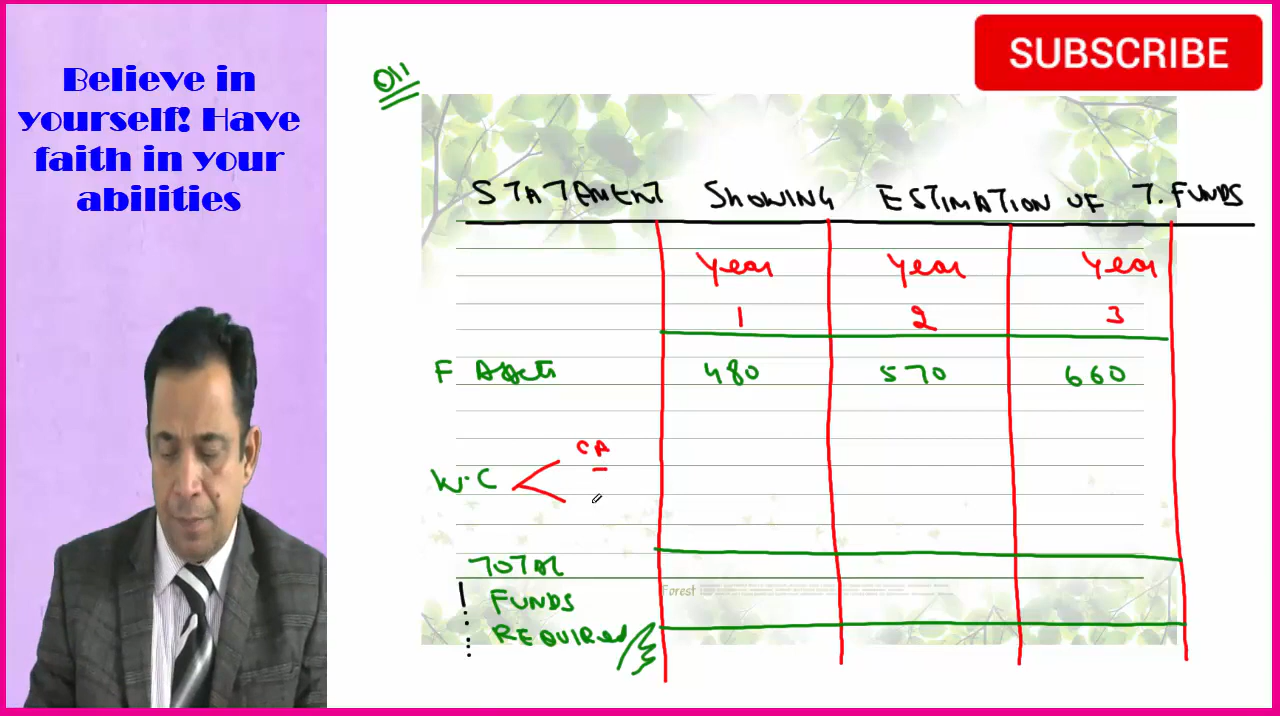 Believe in
yourself! Have
faith in your
abilities
SUBSCRIBE
STATEMENT SHOWING ESTIMATION OF T. FUNDS
Year Year Year
1 2 3
F Assets 480 570 660
CA
W.C
TOTAL
FUNDS
REQUIRED
Forest